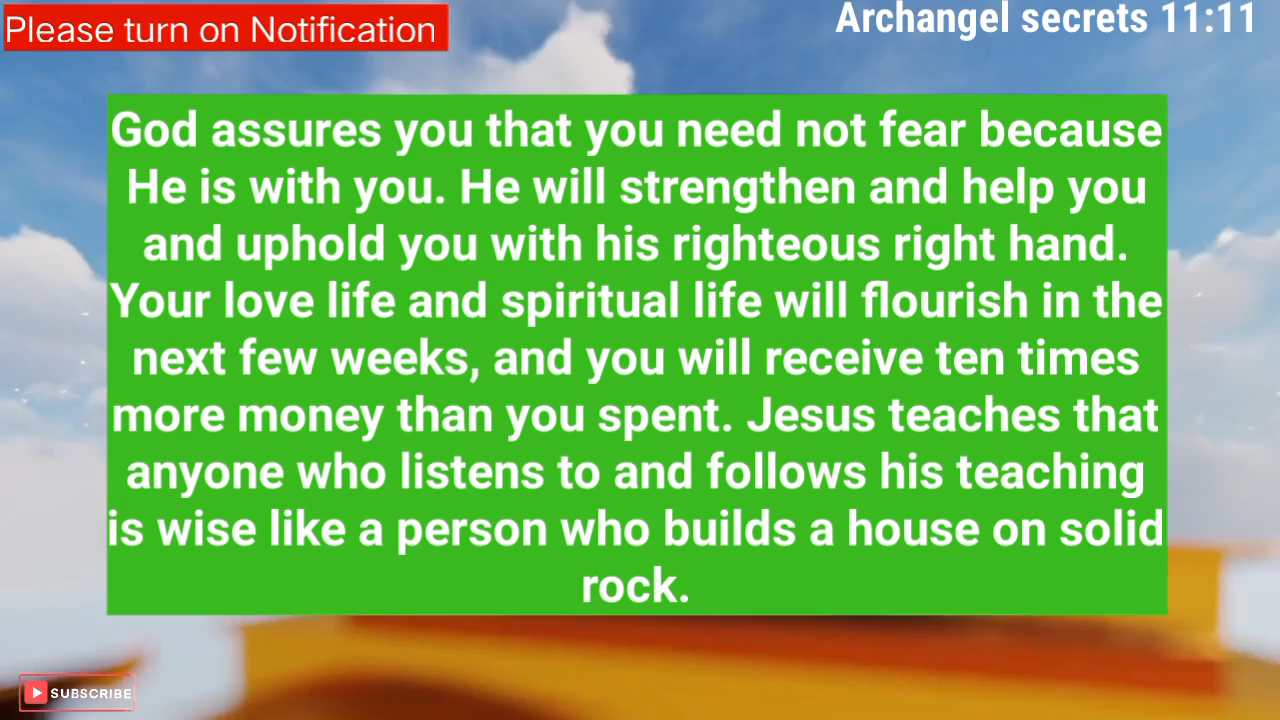 Please turn on Notification
Archangel secrets 11:11
God assures you that you need not fear because
He is with you. He will strengthen and help you
and uphold you with his righteous right hand.
Your love life and spiritual life will flourish in the
next few weeks, and you will receive ten times
more money than you spent. Jesus teaches that
anyone who listens to and follows his teaching
is wise like a person who builds a house on solid
rock.
SUBSCRIBE